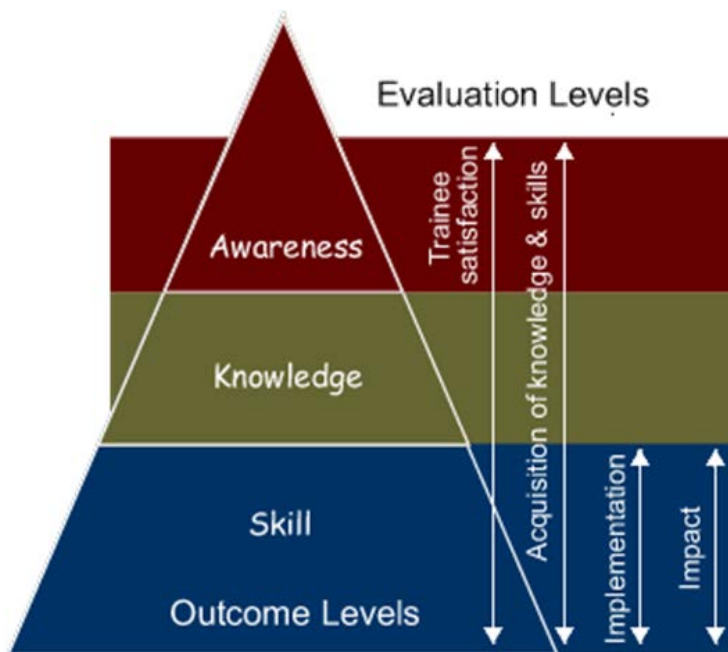 Evaluation Levels
Awareness
Knowledge
Skill
Outcome Levels
Trainee
satisfaction
Acquisition of knowledge & skills
Implementation
Impact